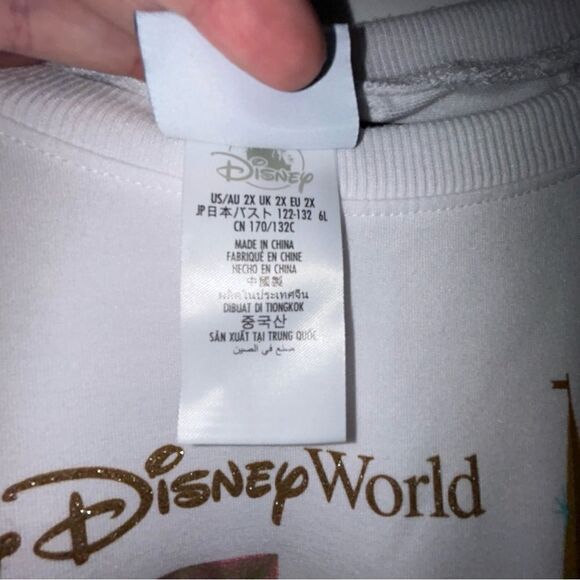 Disney
US/AU 2X UK 2X EU 2X
JP日本バスト 122-132 6L
CN 170/132C
MADE IN CHINA
FABRIQUÉ EN CHINE
HECHO EN CHINA
中國製
ผลิตในประเทศจีน
DIBUAT DI TIONGKOK
중국산
SẢN XUẤT TẠI TRUNG QUỐC
صنع في الصين
Disney World